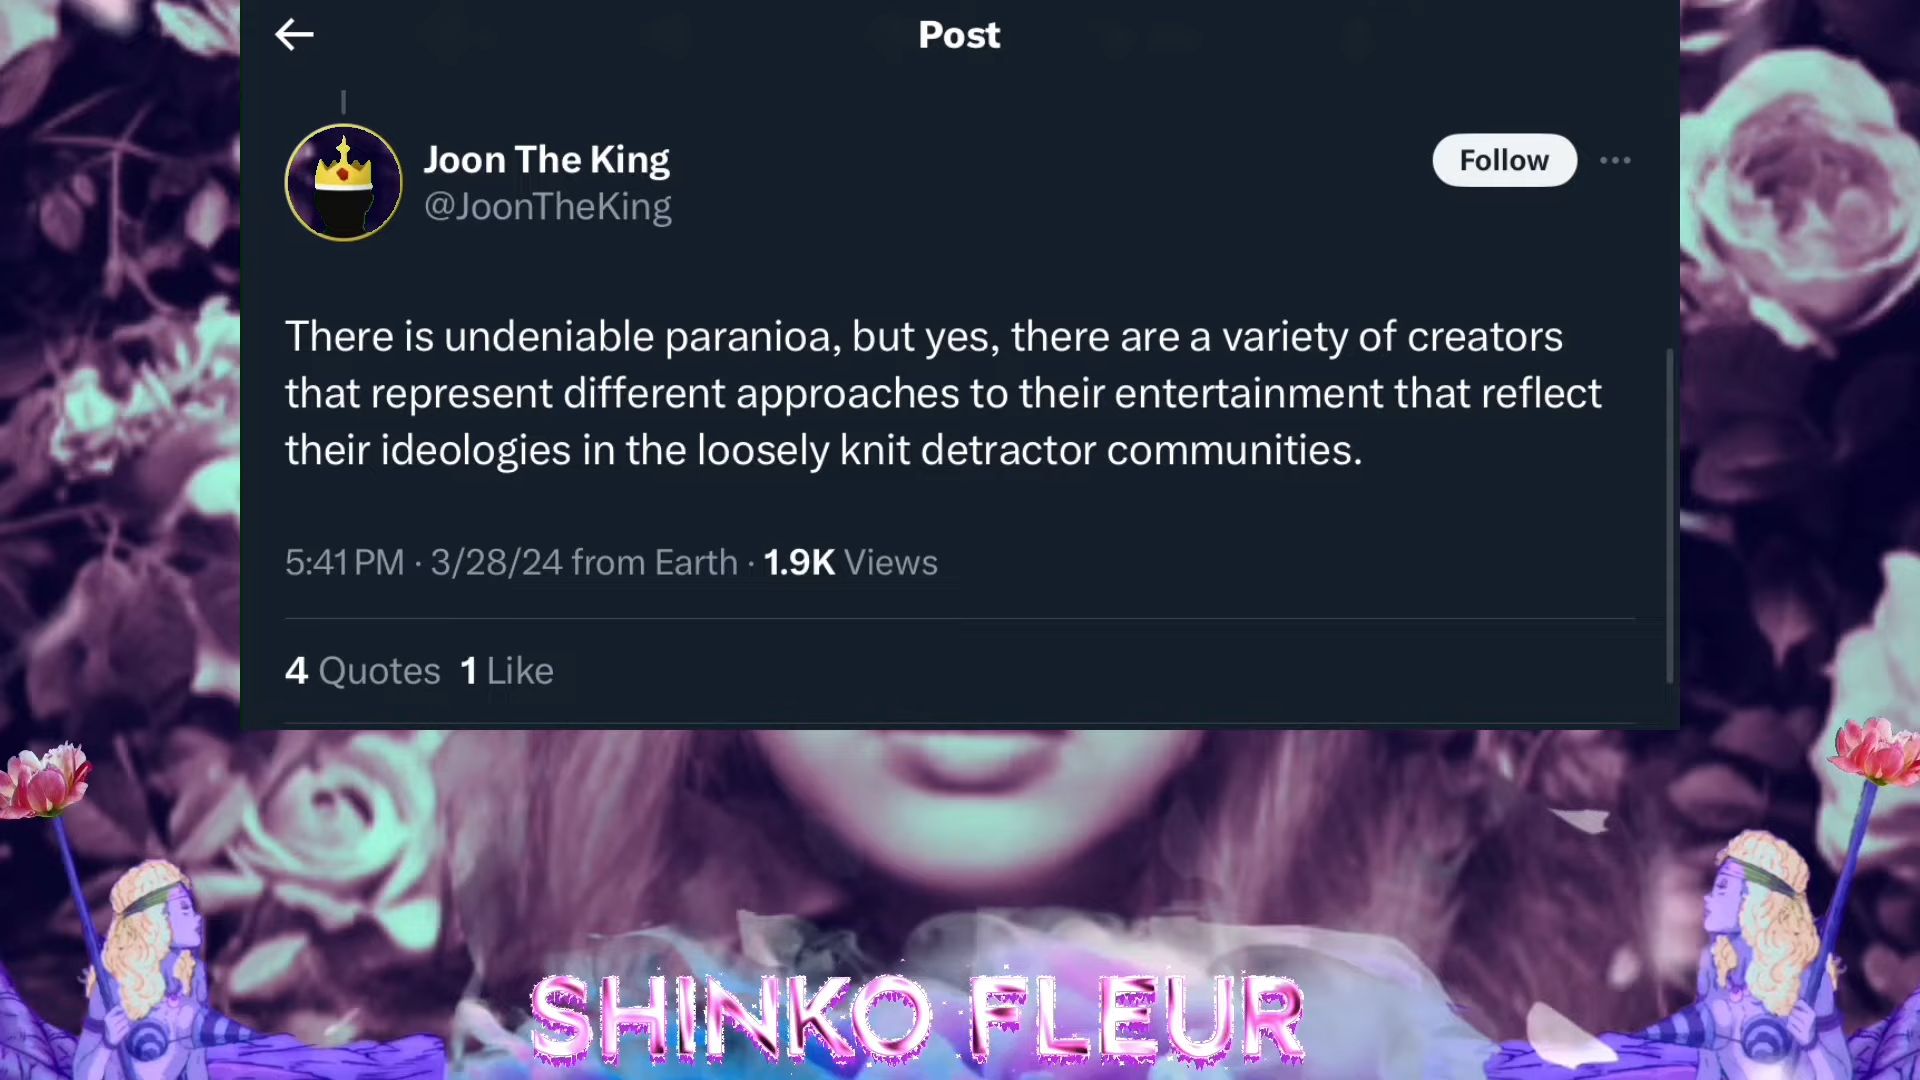 Post
Joon The King
Follow
@JoonTheKing
There is undeniable paranioa, but yes, there are a variety of creators
that represent different approaches to their entertainment that reflect
their ideologies in the loosely knit detractor communities.
5:41 PM · 3/28/24 from Earth · 1.9K Views
4 Quotes 1 Like
SHINKO FLEUR